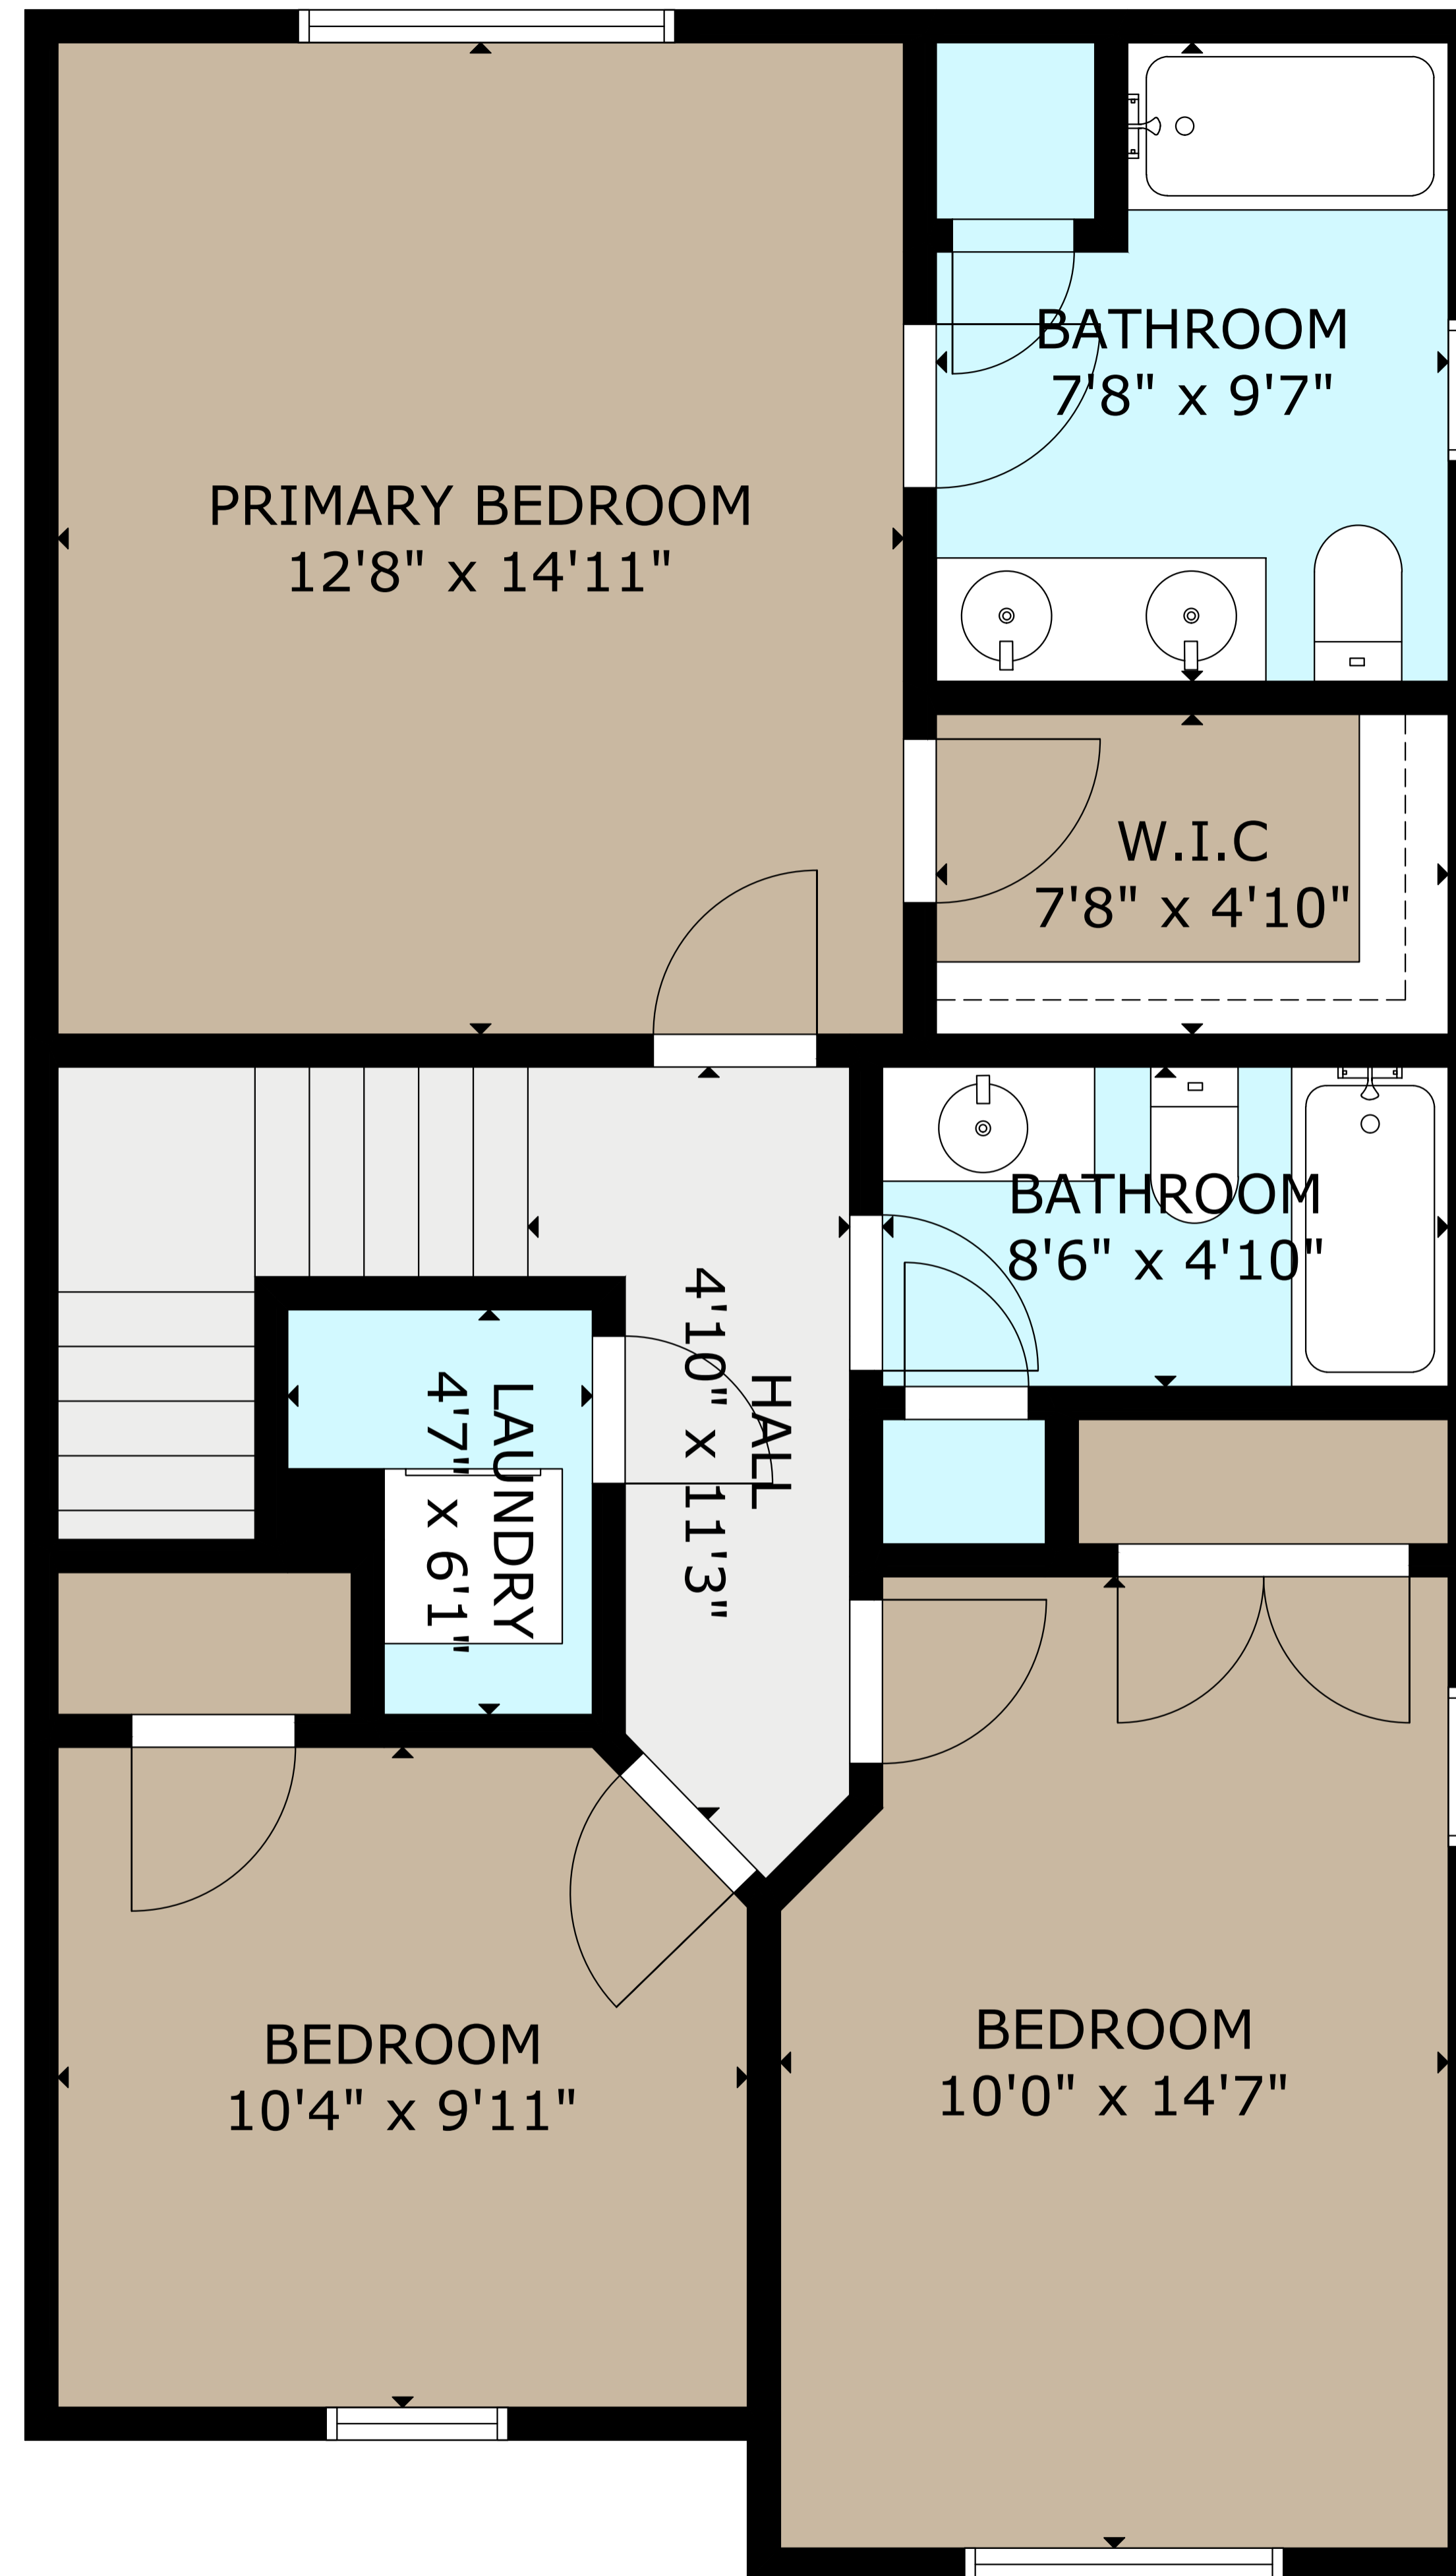 PRIMARY BEDROOM
12'8" x 14'11"
BATHROOM
7'8" x 9'7"
W.I.C
7'8" x 4'10"
BATHROOM
8'6" x 4'10"
HALL
4'10" x 11'3"
LAUNDRY
4'7" x 6'1"
BEDROOM
10'4" x 9'11"
BEDROOM
10'0" x 14'7"